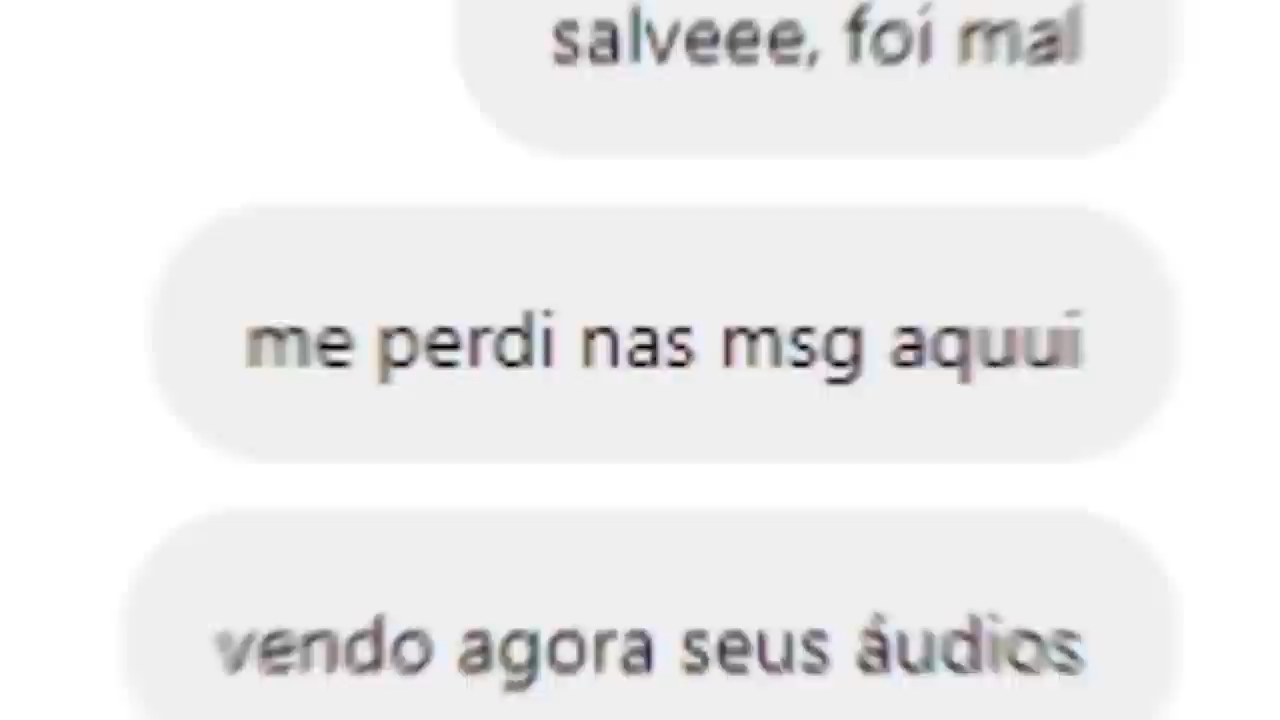 salveee, foi mal
me perdi nas msg aquui
vendo agora seus áudios